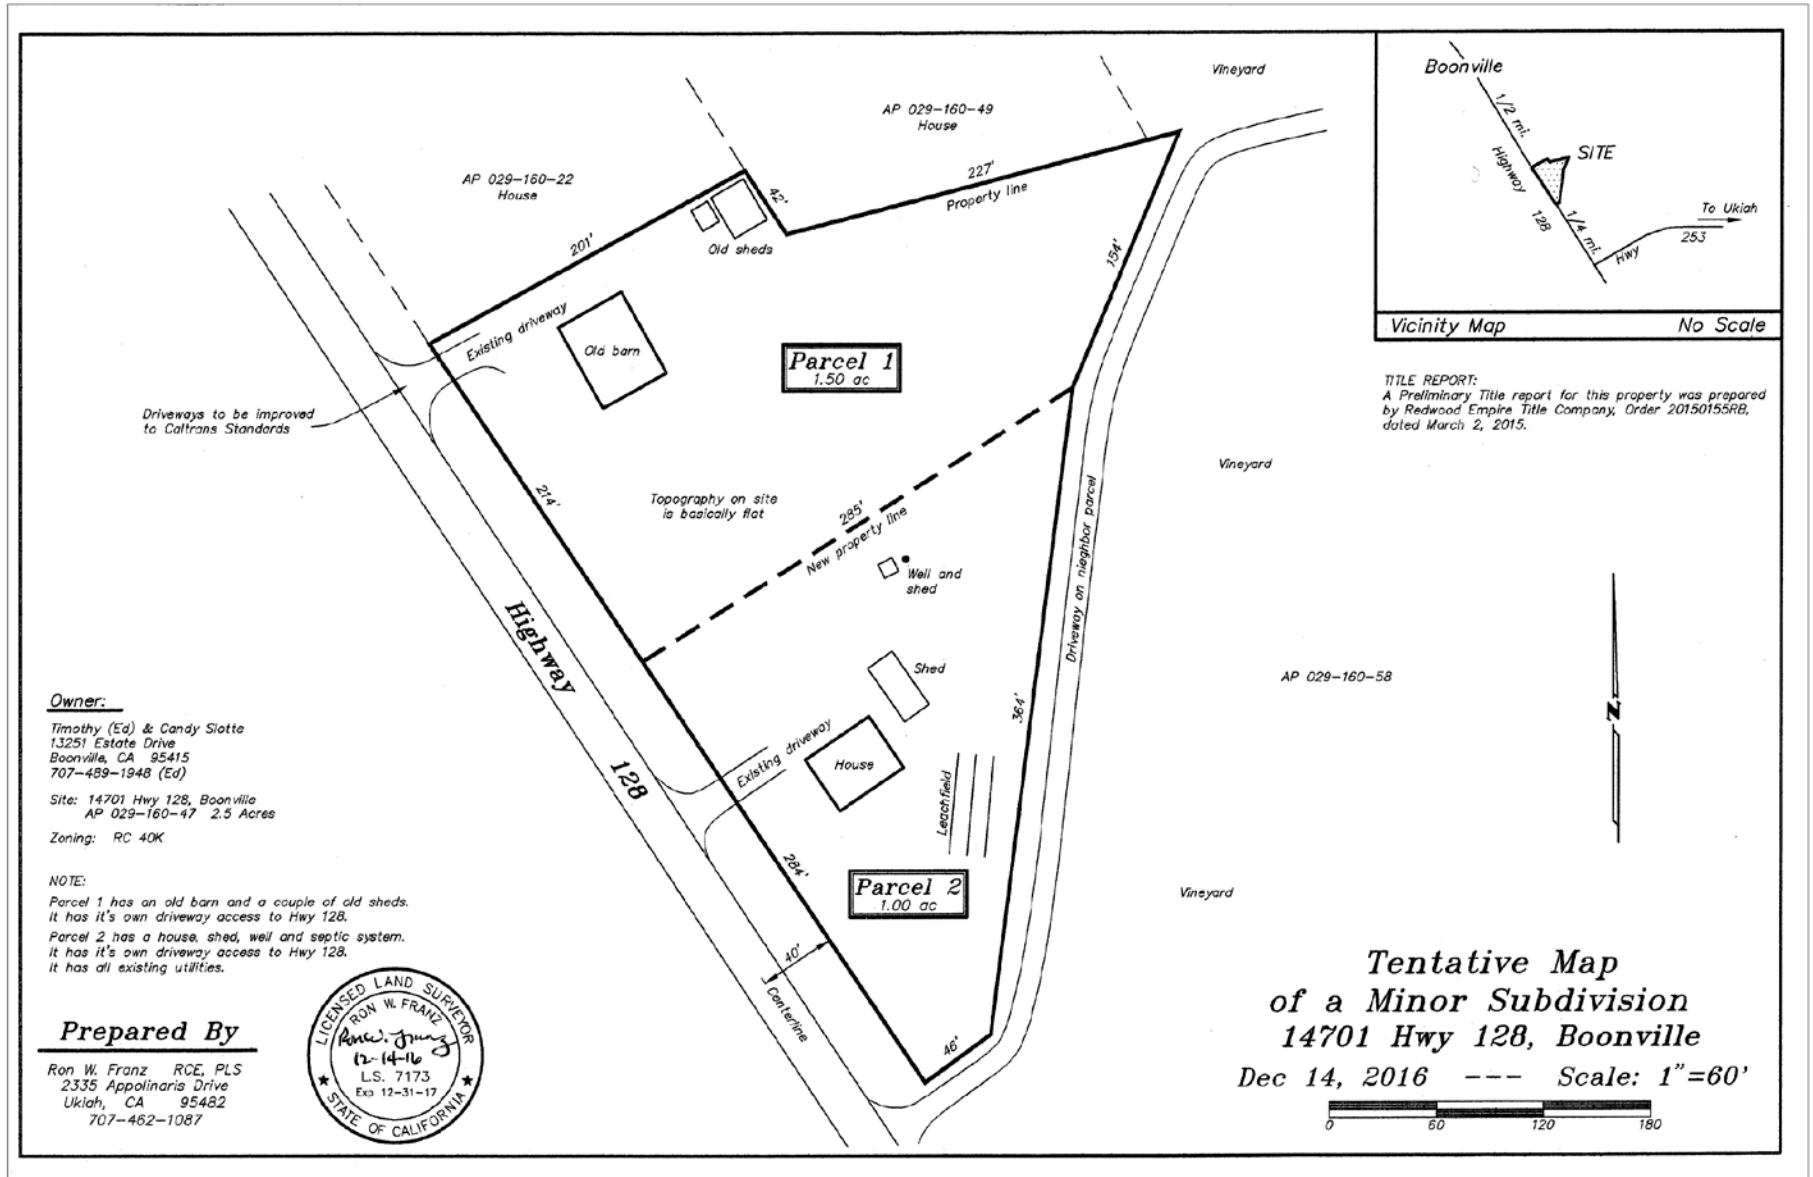 Vineyard
AP 029-160-49
House
AP 029-160-22
House
227'
Property line
42'
Old sheds
201'
154'
Existing driveway
Old barn
Parcel 1
1.50 ac
Driveways to be improved
to Caltrans Standards
214'
Topography on site
is basically flat
285'
New property line
Well and
shed
Vineyard
Driveway on nieghbor parcel
Highway
128
Shed
364'
AP 029-160-58
Existing driveway
House
Leachfield
284'
Parcel 2
1.00 ac
Vineyard
40'
Centerline
46'
N
Boonville
1/2 mi.
SITE
Highway
128
1/4 mi.
To Ukiah
253
Hwy
Vicinity Map
No Scale
TITLE REPORT:
A Preliminary Title report for this property was prepared
by Redwood Empire Title Company, Order 20150155RB,
dated March 2, 2015.
Owner:
Timothy (Ed) & Candy Slotte
13251 Estate Drive
Boonville, CA 95415
707-489-1948 (Ed)
Site: 14701 Hwy 128, Boonville
AP 029-160-47 2.5 Acres
Zoning: RC 40K
NOTE:
Parcel 1 has an old barn and a couple of old sheds.
It has it's own driveway access to Hwy 128.
Parcel 2 has a house, shed, well and septic system.
It has it's own driveway access to Hwy 128.
It has all existing utilities.
Prepared By
Ron W. Franz RCE, PLS
2335 Appolinaris Drive
Ukiah, CA 95482
707-462-1087
LICENSED LAND SURVEYOR
RON W. FRANZ
Ron W. Franz
12-14-16
L.S. 7173
Exp 12-31-17
STATE OF CALIFORNIA
Tentative Map
of a Minor Subdivision
14701 Hwy 128, Boonville
Dec 14, 2016 --- Scale: 1"=60'
0 60 120 180